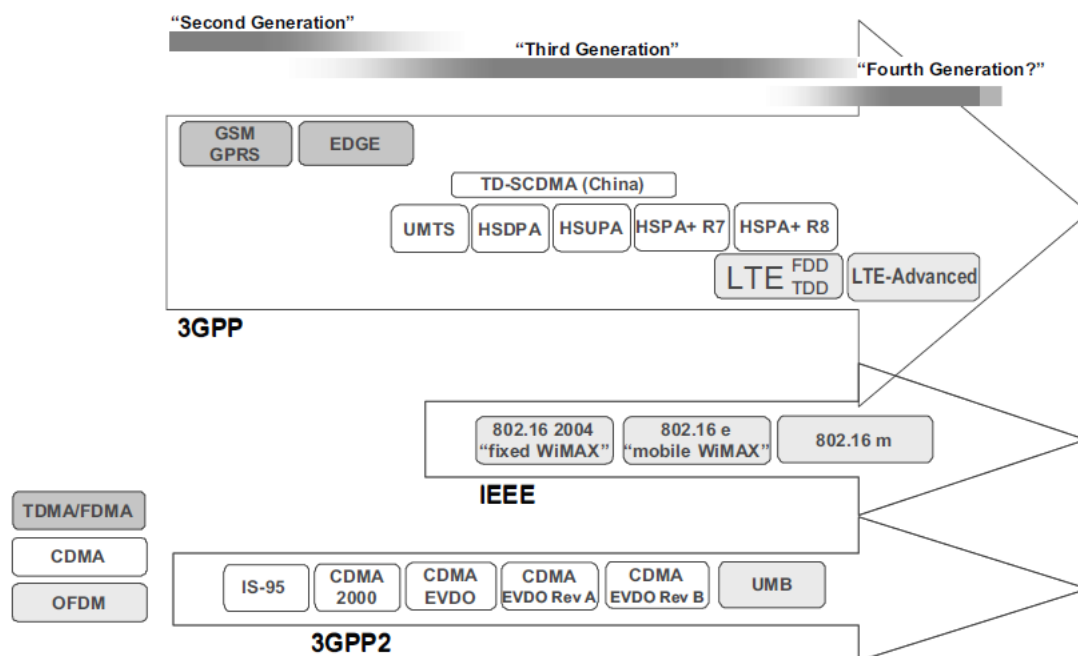 “Second Generation”
“Third Generation”
“Fourth Generation?”
GSM
GPRS
EDGE
TD-SCDMA (China)
UMTS
HSDPA
HSUPA
HSPA+ R7
HSPA+ R8
LTE FDD
TDD
LTE-Advanced
3GPP
802.16 2004
“fixed WiMAX”
802.16 e
“mobile WiMAX”
802.16 m
IEEE
TDMA/FDMA
CDMA
OFDM
IS-95
CDMA
2000
CDMA
EVDO
CDMA
EVDO Rev A
CDMA
EVDO Rev B
UMB
3GPP2